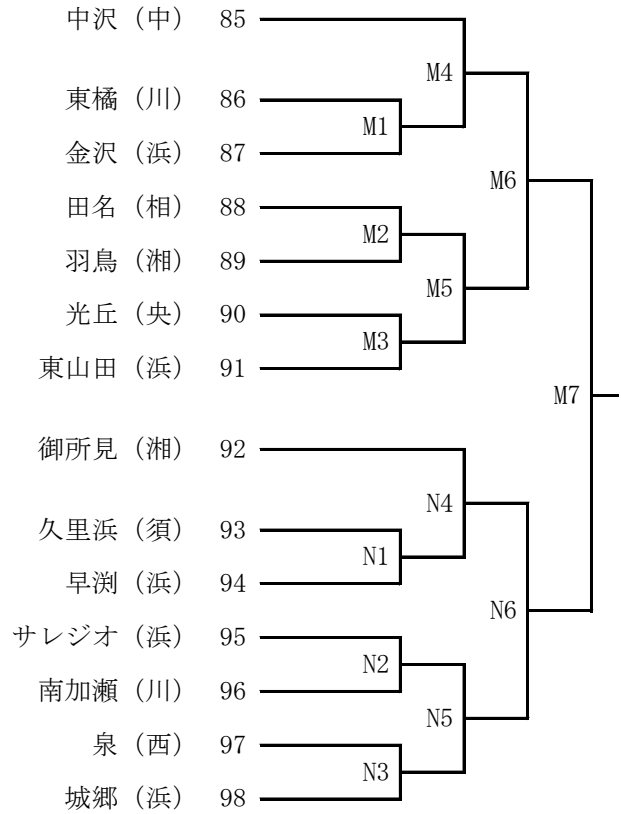 中沢（中） 85
M4
東橘（川） 86
M1
金沢（浜） 87
M6
田名（相） 88
M2
羽鳥（湘） 89
M5
光丘（央） 90
M3
東山田（浜） 91
M7
御所見（湘） 92
N4
久里浜（須） 93
N1
早渕（浜） 94
N6
サレジオ（浜） 95
N2
南加瀬（川） 96
N5
泉（西） 97
N3
城郷（浜） 98